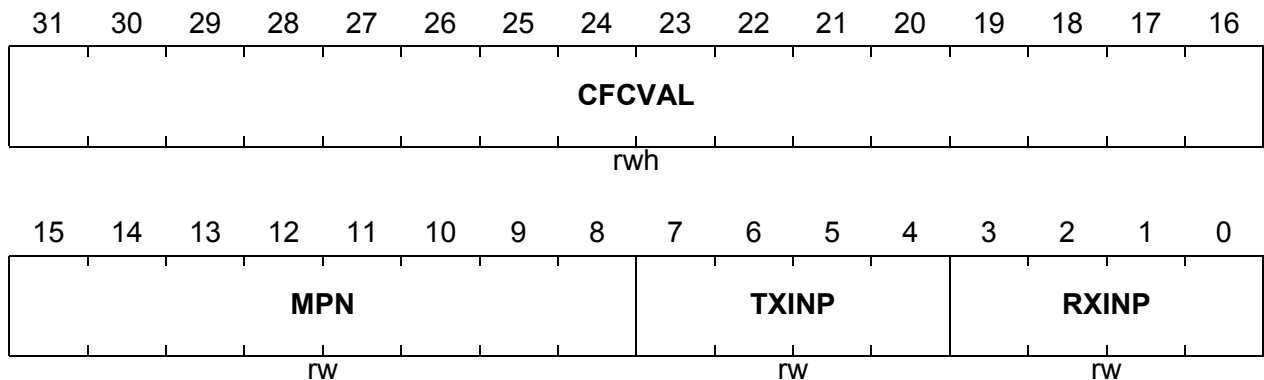 31 30 29 28 27 26 25 24 23 22 21 20 19 18 17 16
CFCVAL
rwh
15 14 13 12 11 10 9 8 7 6 5 4 3 2 1 0
MPN TXINP RXINP
rw rw rw